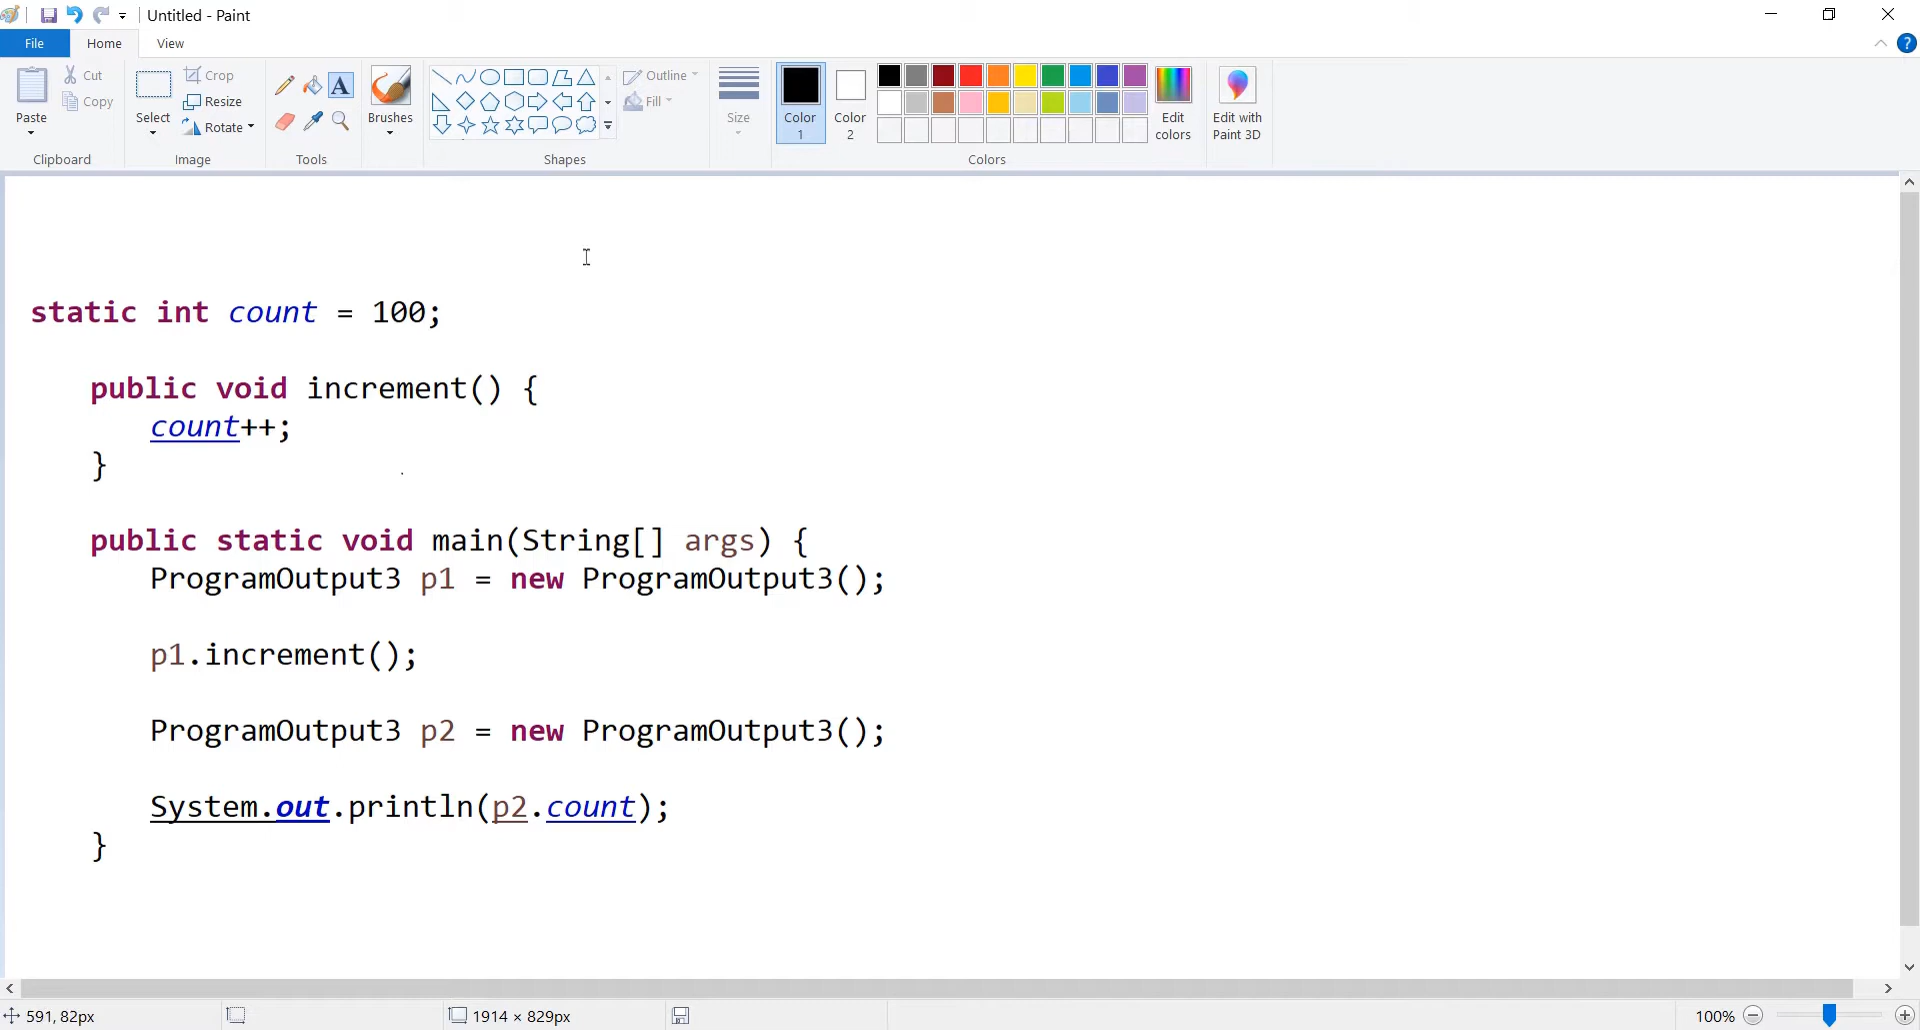 Untitled - Paint
File Home View
Paste
Cut
Copy
Clipboard
Select
Crop
Resize
Rotate
Image
A
Tools
Brushes
Outline
Fill
Shapes
Size
Color 1
Color 2
Edit colors
Colors
Edit with Paint 3D
?
static int count = 100;
public void increment() {
count++;
}
public static void main(String[] args) {
ProgramOutput3 p1 = new ProgramOutput3();
p1.increment();
ProgramOutput3 p2 = new ProgramOutput3();
System.out.println(p2.count);
}
591, 82px
1914 × 829px
100%